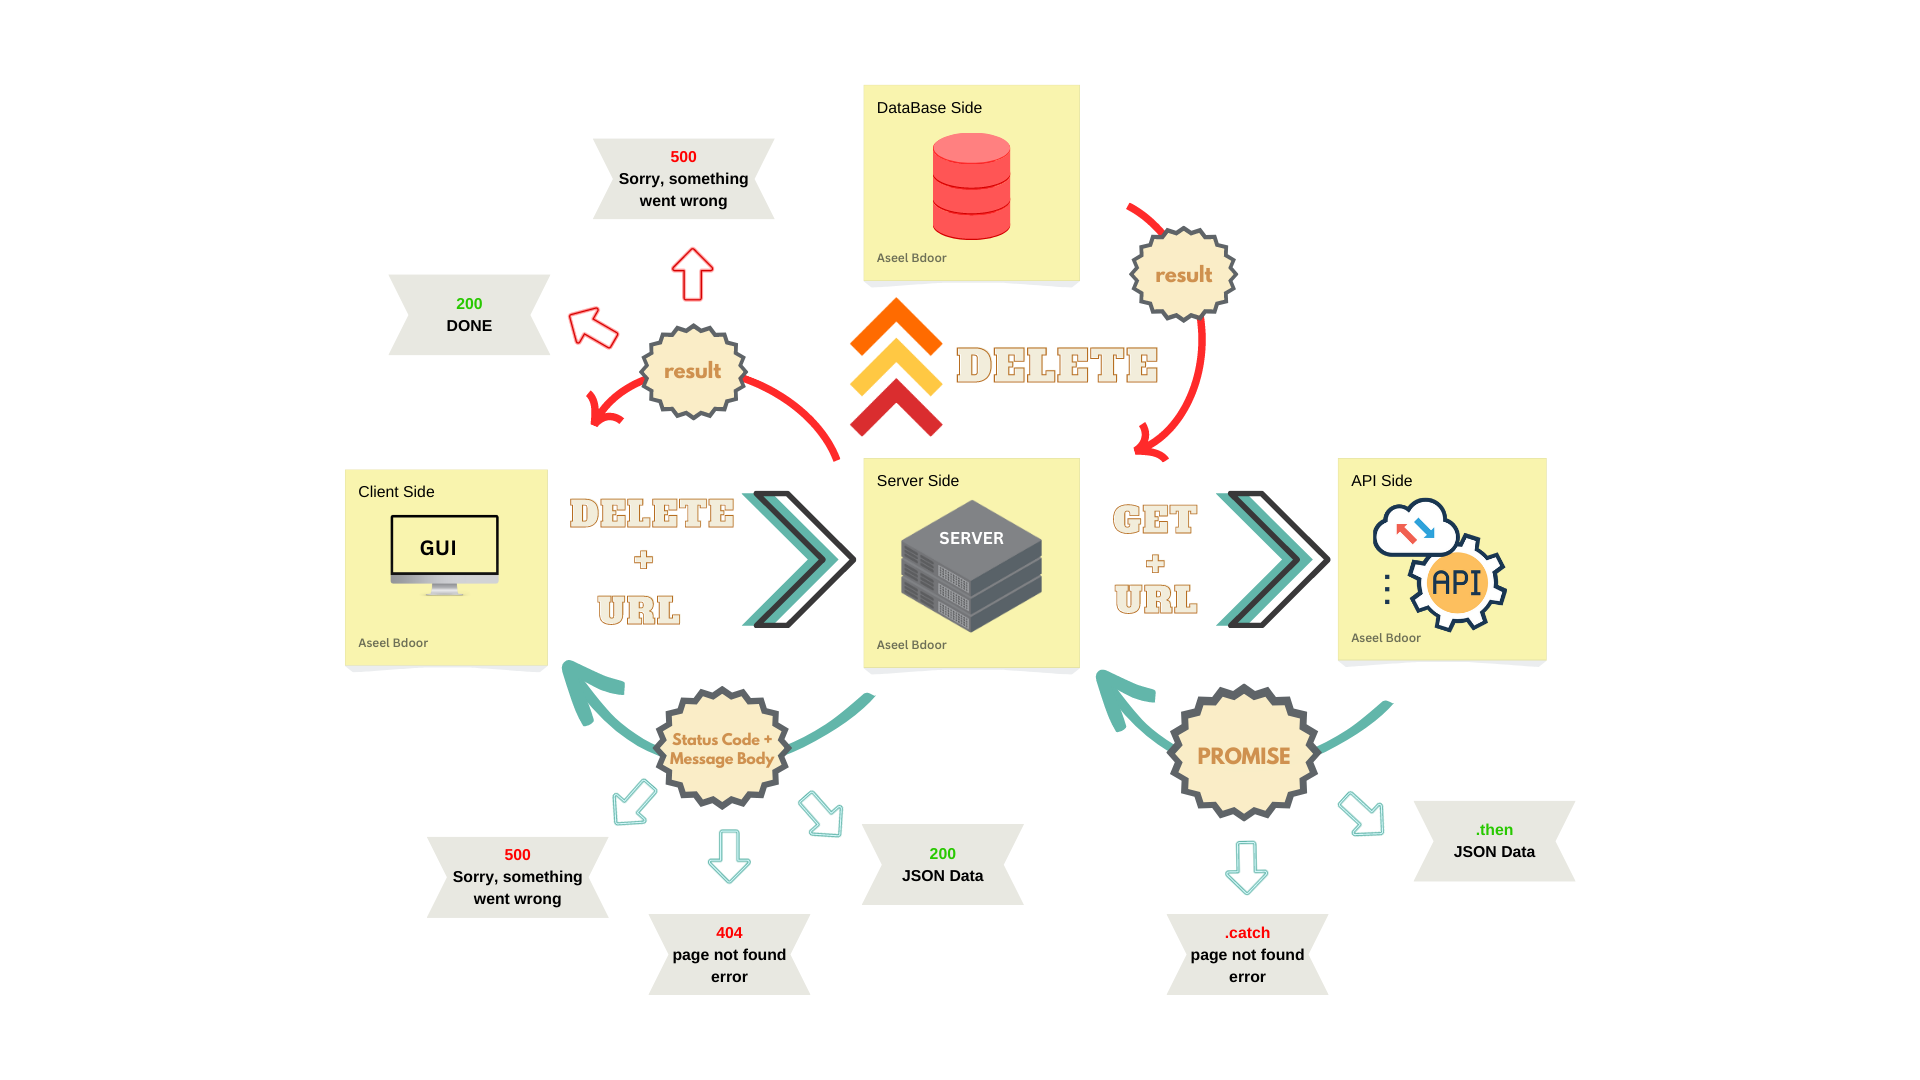 DataBase Side
Aseel Bdoor
500
Sorry, something
went wrong
200
DONE
result
result
DELETE
Client Side
GUI
Aseel Bdoor
DELETE
+
URL
Server Side
SERVER
Aseel Bdoor
GET
+
URL
API Side
API
Aseel Bdoor
Status Code +
Message Body
500
Sorry, something
went wrong
404
page not found
error
200
JSON Data
PROMISE
.catch
page not found
error
.then
JSON Data